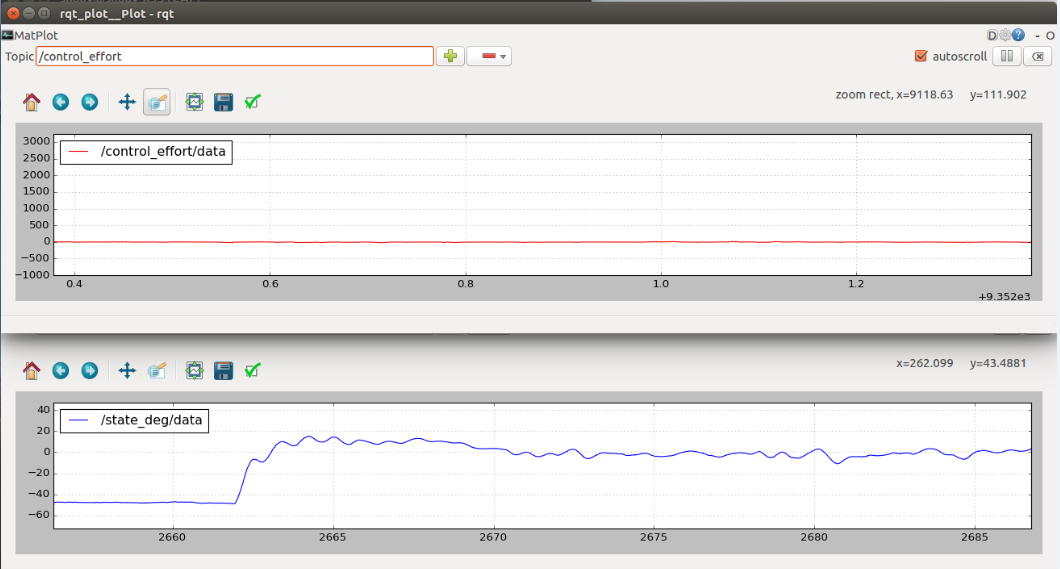 rqt_plot__Plot - rqt
MatPlot D ? - O
Topic /control_effort autoscroll
zoom rect, x=9118.63 y=111.902
/control_effort/data
3000
2500
2000
1500
1000
500
0
−500
−1000
0.4 0.6 0.8 1.0 1.2
+9.352e3
x=262.099 y=43.4881
/state_deg/data
40
20
0
−20
−40
−60
2660 2665 2670 2675 2680 2685